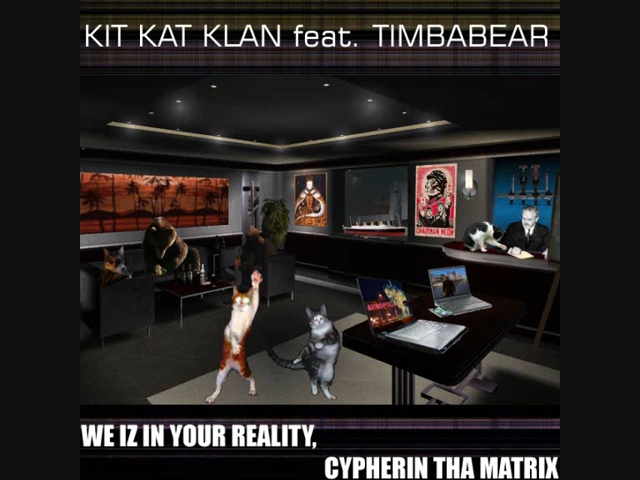 KIT KAT KLAN feat. TIMBABEAR
CHAIRMAN MEOW
WE IZ IN YOUR REALITY,
CYPHERIN THA MATRIX